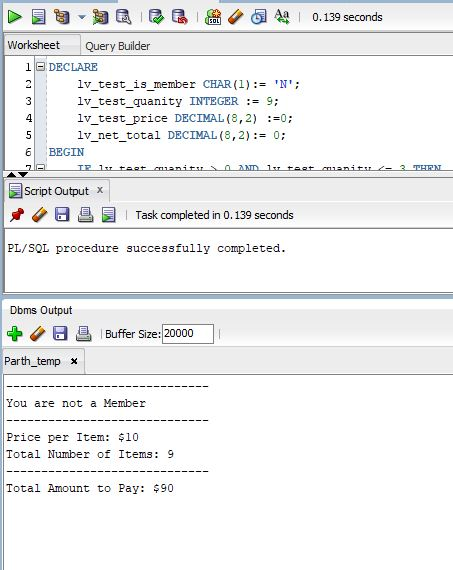 0.139 seconds
Worksheet Query Builder
1 DECLARE
2 lv_test_is_member CHAR(1):= 'N';
3 lv_test_quanity INTEGER := 9;
4 lv_test_price DECIMAL(8,2) :=0;
5 lv_net_total DECIMAL(8,2):= 0;
6 BEGIN
7 IF lv_test_quanity > 0 AND lv_test_quanity <= 3 THEN
Script Output x
Task completed in 0.139 seconds
PL/SQL procedure successfully completed.
Dbms Output
Buffer Size: 20000
Parth_temp x
-----------------------------
You are not a Member
-----------------------------
Price per Item: $10
Total Number of Items: 9
-----------------------------
Total Amount to Pay: $90